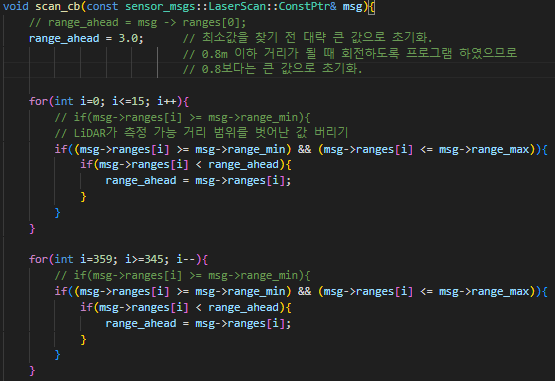 void scan_cb(const sensor_msgs::LaserScan::ConstPtr& msg){
// range_ahead = msg -> ranges[0];
range_ahead = 3.0; // 최소값을 찾기 전 대략 큰 값으로 초기화.
// 0.8m 이하 거리가 될 때 회전하도록 프로그램 하였으므로
// 0.8보다는 큰 값으로 초기화.
for(int i=0; i<=15; i++){
// if(msg->ranges[i] >= msg->range_min){
// LiDAR가 측정 가능 거리 범위를 벗어난 값 버리기
if((msg->ranges[i] >= msg->range_min) && (msg->ranges[i] <= msg->range_max)){
if(msg->ranges[i] < range_ahead){
range_ahead = msg->ranges[i];
}
}
}
for(int i=359; i>=345; i--){
// if(msg->ranges[i] >= msg->range_min){
if((msg->ranges[i] >= msg->range_min) && (msg->ranges[i] <= msg->range_max)){
if(msg->ranges[i] < range_ahead){
range_ahead = msg->ranges[i];
}
}
}